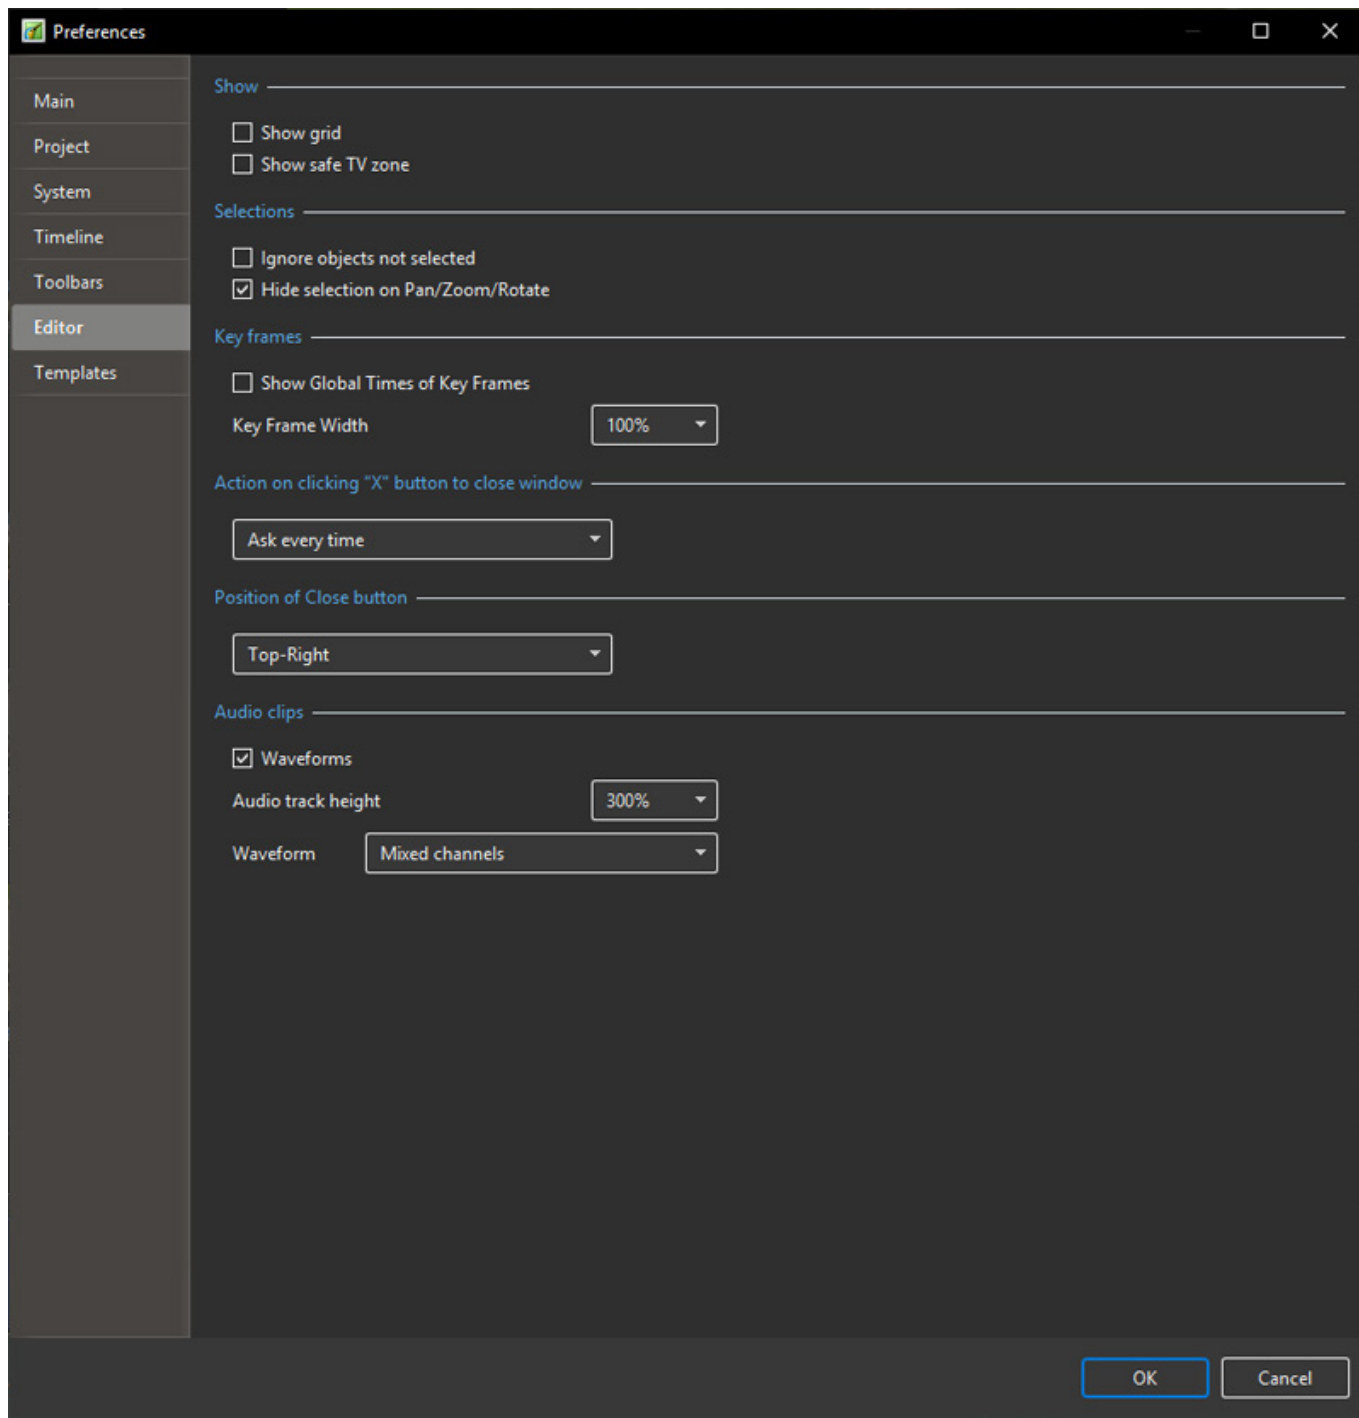 Preferences
Main
Project
System
Timeline
Toolbars
Editor
Templates
Show
Show grid
Show safe TV zone
Selections
Ignore objects not selected
Hide selection on Pan/Zoom/Rotate
Key frames
Show Global Times of Key Frames
Key Frame Width 100%
Action on clicking "X" button to close window
Ask every time
Position of Close button
Top-Right
Audio clips
Waveforms
Audio track height 300%
Waveform Mixed channels
OK Cancel